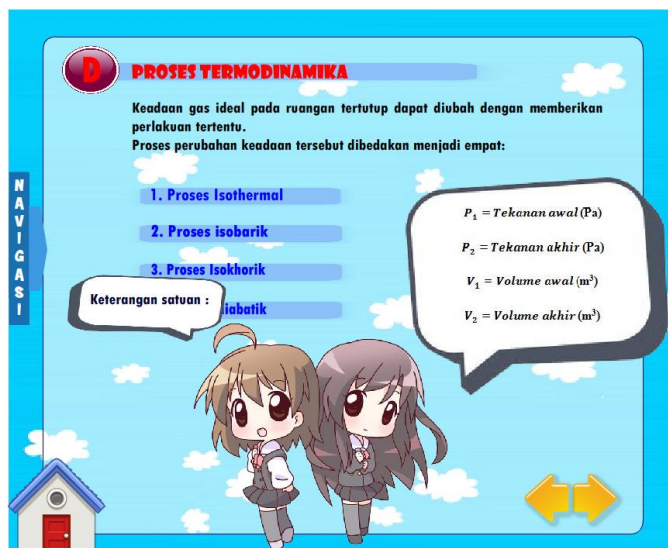 D
PROSES TERMODINAMIKA
Keadaan gas ideal pada ruangan tertutup dapat diubah dengan memberikan
perlakuan tertentu.
Proses perubahan keadaan tersebut dibedakan menjadi empat:
NAVIGASI
1. Proses Isothermal
2. Proses isobarik
3. Proses Isokhorik
iabatik
Keterangan satuan :
P₁ = Tekanan awal (Pa)
P₂ = Tekanan akhir (Pa)
V₁ = Volume awal (m³)
V₂ = Volume akhir (m³)